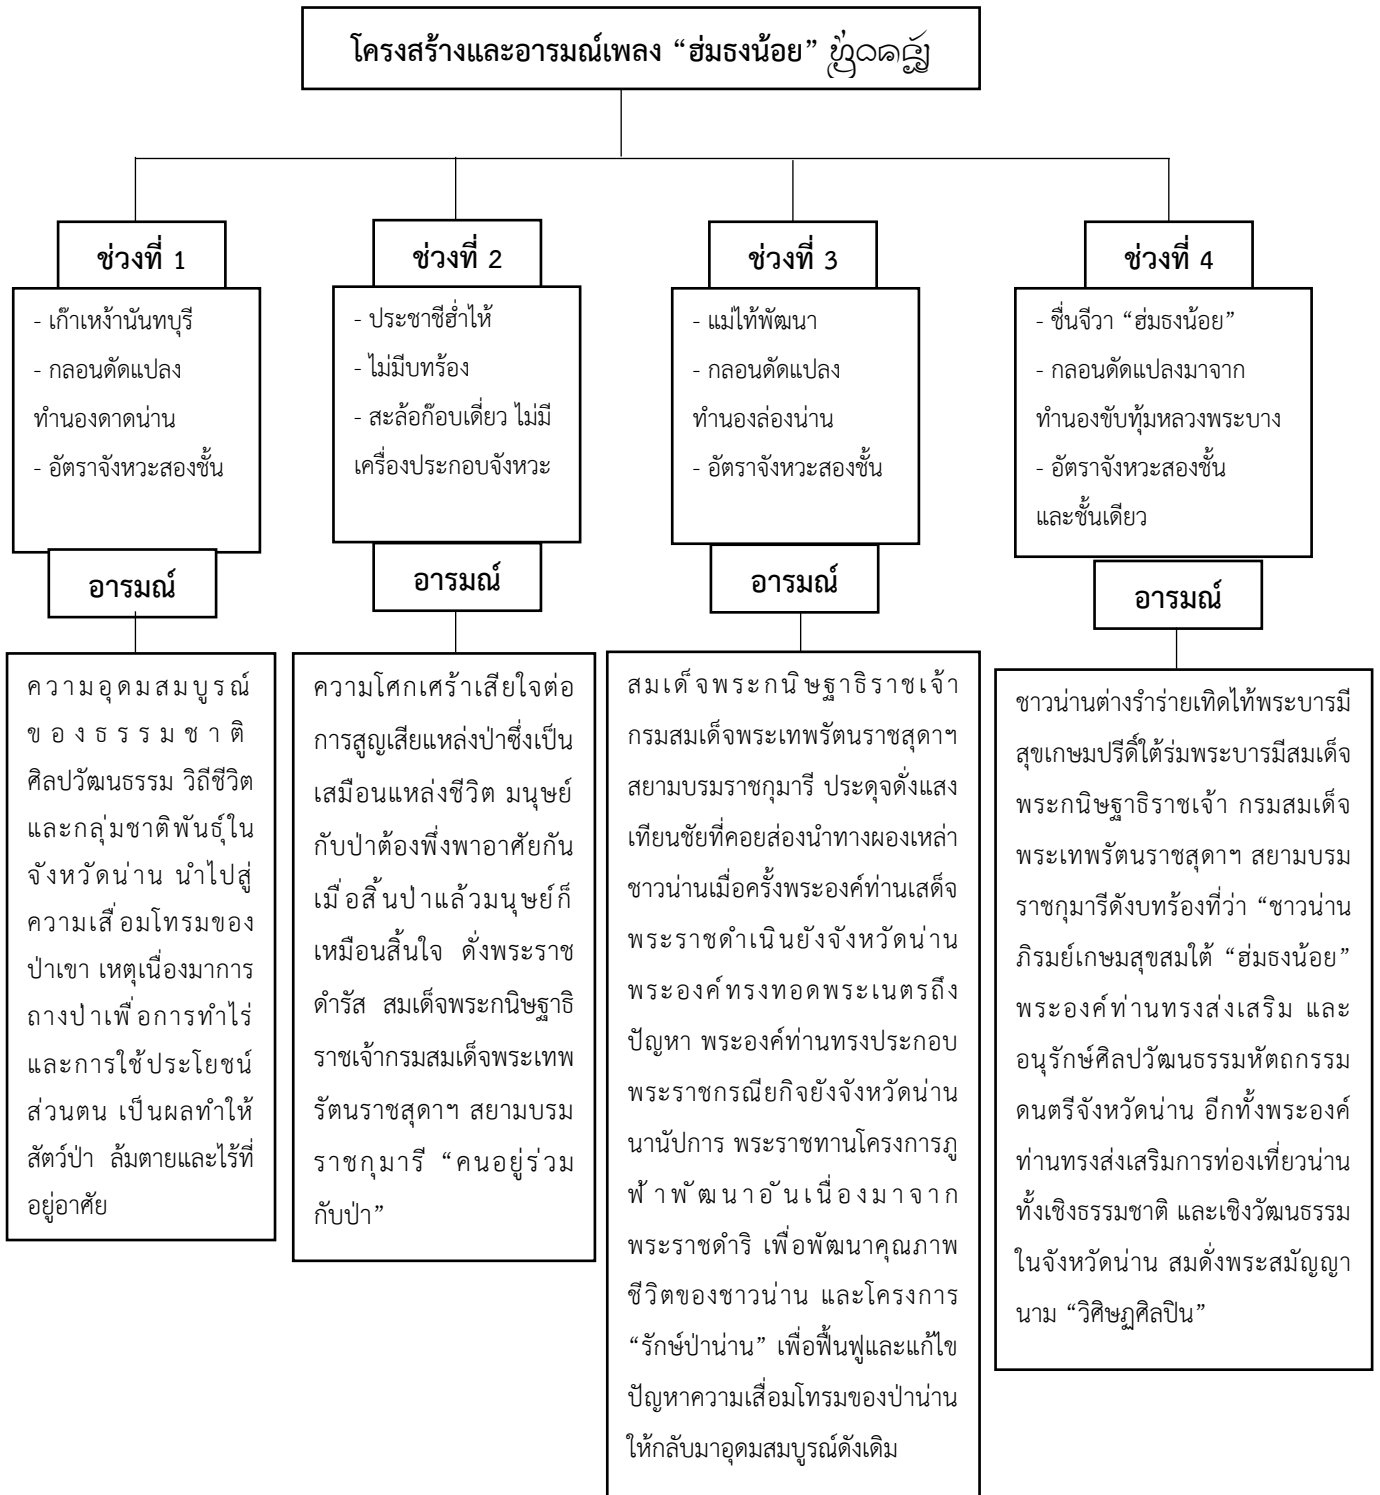 โครงสร้างและอารมณ์เพลง “ฮ่มธงน้อย”
ช่วงที่ 1
- เก๊าเหง้านันทบุรี
- กลอนดัดแปลง
ทำนองดาดน่าน
- อัตราจังหวะสองชั้น
อารมณ์
ความอุดมสมบูรณ์
ของธรรมชาติ
ศิลปวัฒนธรรม วิถีชีวิต
และกลุ่มชาติพันธุ์ใน
จังหวัดน่าน นำไปสู่
ความเสื่อมโทรมของ
ป่าเขา เหตุเนื่องมาการ
ถางป่าเพื่อการทำไร่
และการใช้ประโยชน์
ส่วนตน เป็นผลทำให้
สัตว์ป่า ล้มตายและไร้ที่
อยู่อาศัย
ช่วงที่ 2
- ประชาชีฮ่ำไห้
- ไม่มีบทร้อง
- สะล้อก๊อบเดี่ยว ไม่มี
เครื่องประกอบจังหวะ
อารมณ์
ความโศกเศร้าเสียใจต่อ
การสูญเสียแหล่งป่าซึ่งเป็น
เสมือนแหล่งชีวิต มนุษย์
กับป่าต้องพึ่งพาอาศัยกัน
เมื่อสิ้นป่าแล้วมนุษย์ก็
เหมือนสิ้นใจ ดั่งพระราช
ดำรัส สมเด็จพระกนิษฐาธิ
ราชเจ้ากรมสมเด็จพระเทพ
รัตนราชสุดาฯ สยามบรม
ราชกุมารี “คนอยู่ร่วม
กับป่า”
ช่วงที่ 3
- แม่ไท้พัฒนา
- กลอนดัดแปลง
ทำนองล่องน่าน
- อัตราจังหวะสองชั้น
อารมณ์
สมเด็จพระกนิษฐาธิราชเจ้า
กรมสมเด็จพระเทพรัตนราชสุดาฯ
สยามบรมราชกุมารี ประดุจดั่งแสง
เทียนชัยที่คอยส่องนำทางผองเหล่า
ชาวน่านเมื่อครั้งพระองค์ท่านเสด็จ
พระราชดำเนินยังจังหวัดน่าน
พระองค์ทรงทอดพระเนตรถึง
ปัญหา พระองค์ท่านทรงประกอบ
พระราชกรณียกิจยังจังหวัดน่าน
นานัปการ พระราชทานโครงการภู
ฟ้าพัฒนาอันเนื่องมาจาก
พระราชดำริ เพื่อพัฒนาคุณภาพ
ชีวิตของชาวน่าน และโครงการ
“รักษ์ป่าน่าน” เพื่อฟื้นฟูและแก้ไข
ปัญหาความเสื่อมโทรมของป่าน่าน
ให้กลับมาอุดมสมบูรณ์ดังเดิม
ช่วงที่ 4
- ชื่นจีวา “ฮ่มธงน้อย”
- กลอนดัดแปลงมาจาก
ทำนองขับทุ้มหลวงพระบาง
- อัตราจังหวะสองชั้น
และชั้นเดียว
อารมณ์
ชาวน่านต่างรำร่ายเทิดไท้พระบารมี
สุขเกษมปรีดิ์ใต้ร่มพระบารมีสมเด็จ
พระกนิษฐาธิราชเจ้า กรมสมเด็จ
พระเทพรัตนราชสุดาฯ สยามบรม
ราชกุมารีดังบทร้องที่ว่า “ชาวน่าน
ภิรมย์เกษมสุขสมใต้ “ฮ่มธงน้อย”
พระองค์ท่านทรงส่งเสริม และ
อนุรักษ์ศิลปวัฒนธรรมหัตถกรรม
ดนตรีจังหวัดน่าน อีกทั้งพระองค์
ท่านทรงส่งเสริมการท่องเที่ยวน่าน
ทั้งเชิงธรรมชาติ และเชิงวัฒนธรรม
ในจังหวัดน่าน สมดั่งพระสมัญญา
นาม “วิศิษฏศิลปิน”